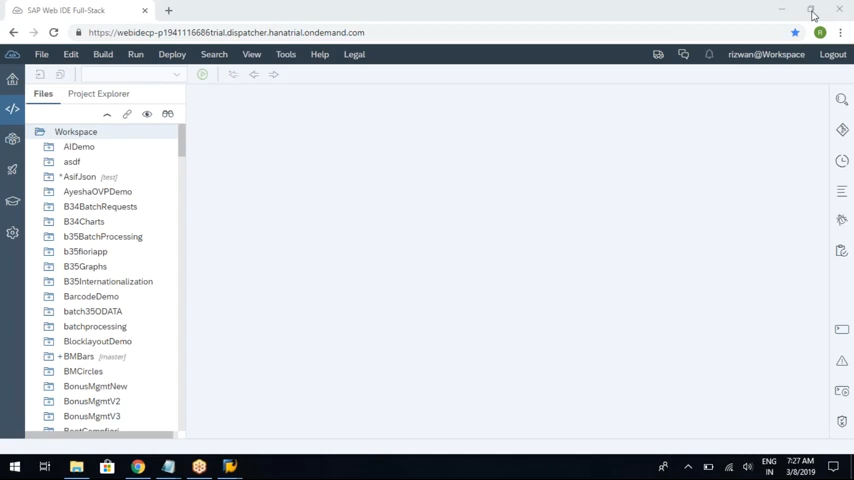 SAP Web IDE Full-Stack
https://webidecp-p1941116686trial.dispatcher.hanatrial.ondemand.com
R
File Edit Build Run Deploy Search View Tools Help Legal
rizwan@Workspace Logout
Files Project Explorer
Workspace
AIDemo
asdf
*AsifJson [test]
AyeshaOVPDemo
B34BatchRequests
B34Charts
b35BatchProcessing
b35fioriapp
B35Graphs
B35Internationalization
BarcodeDemo
batch35ODATA
batchprocessing
BlocklayoutDemo
+BMBars [master]
BMCircles
BonusMgmtNew
BonusMgmtV2
BonusMgmtV3
ENG 7:27 AM
IN 3/8/2019